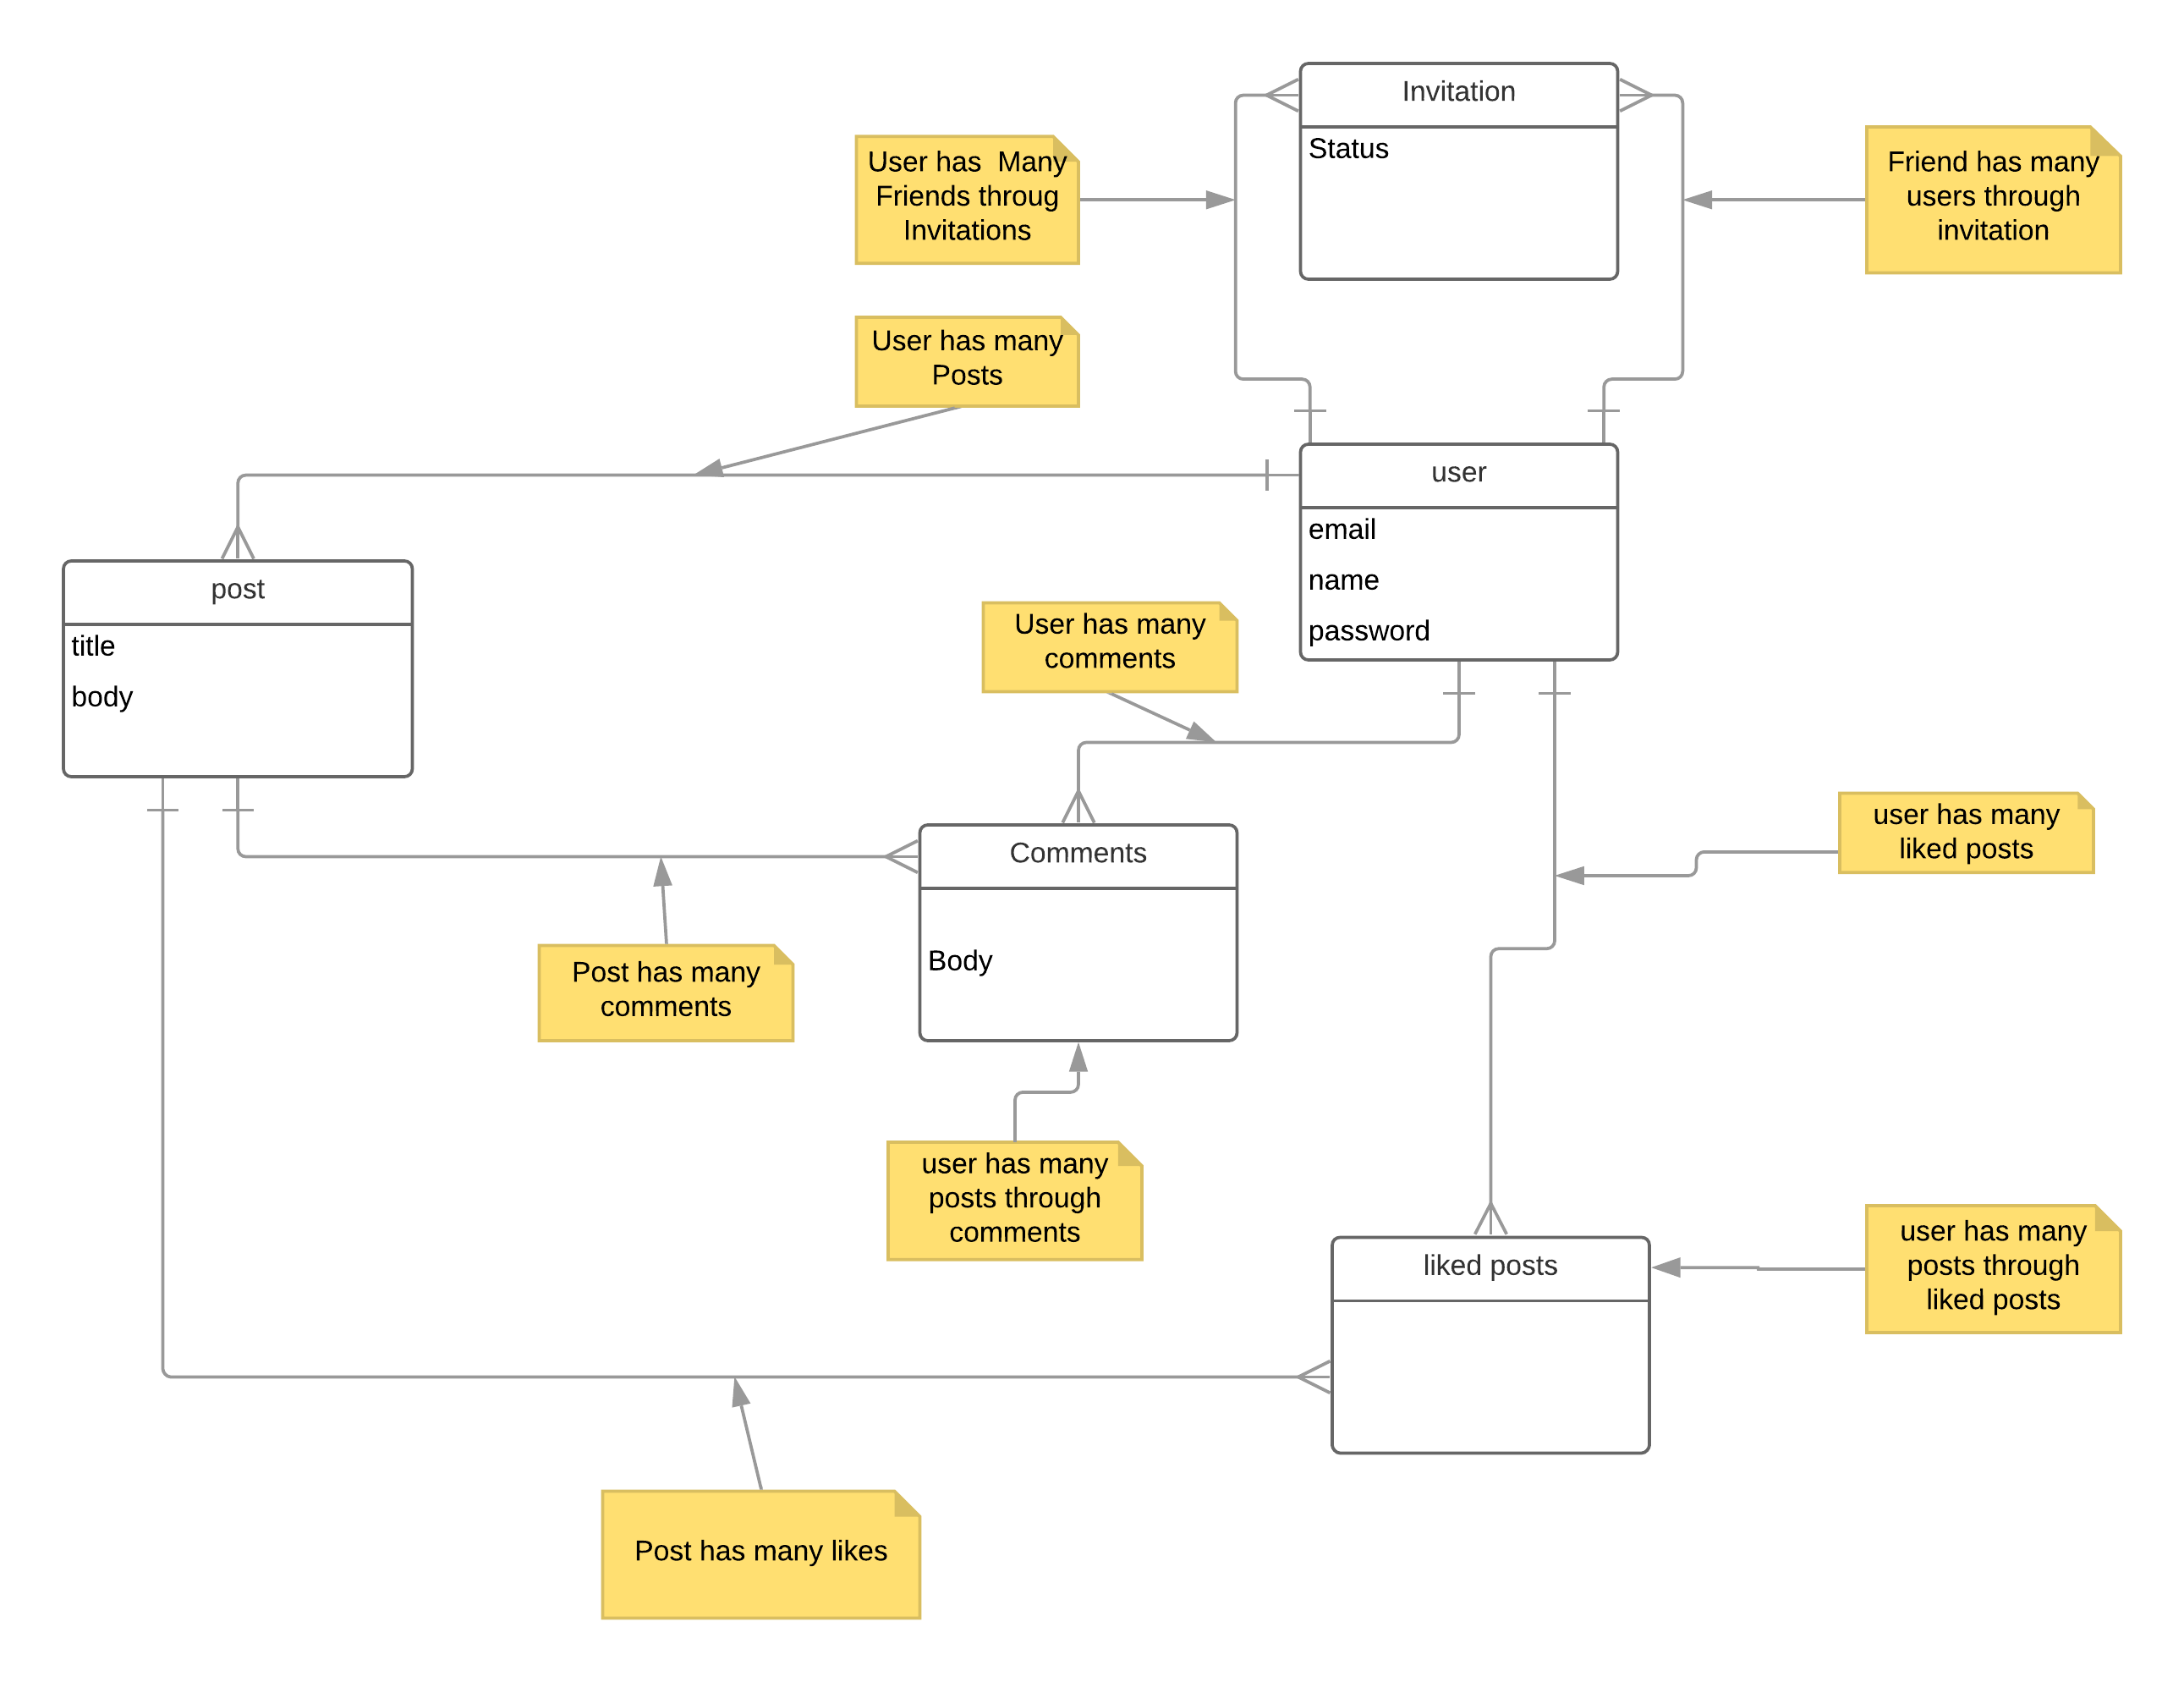 Invitation
Status
User has  Many
Friends throug
Invitations
Friend has many
users through
invitation
User has many
Posts
user
email
name
password
post
title
body
User has many
comments
user has many
liked posts
Comments
Body
Post has many
comments
user has many
posts through
comments
liked posts
user has many
posts through
liked posts
Post has many likes